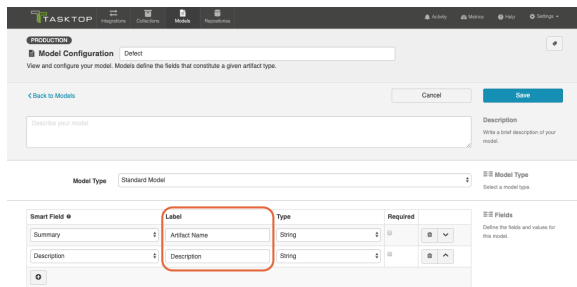 TASKTOP
Integrations
Collections
Models
Repositories
Activity
Metrics
Help
Settings
PRODUCTION
Model Configuration
Defect
View and configure your model. Models define the fields that constitute a given artifact type.
Back to Models
Cancel
Save
Describe your model
Description
Write a brief description of your
model.
Model Type
Standard Model
Model Type
Select a model type.
Smart Field
Label
Type
Required
Fields
Define the fields and values for
this model.
Summary
Artifact Name
String
Description
Description
String